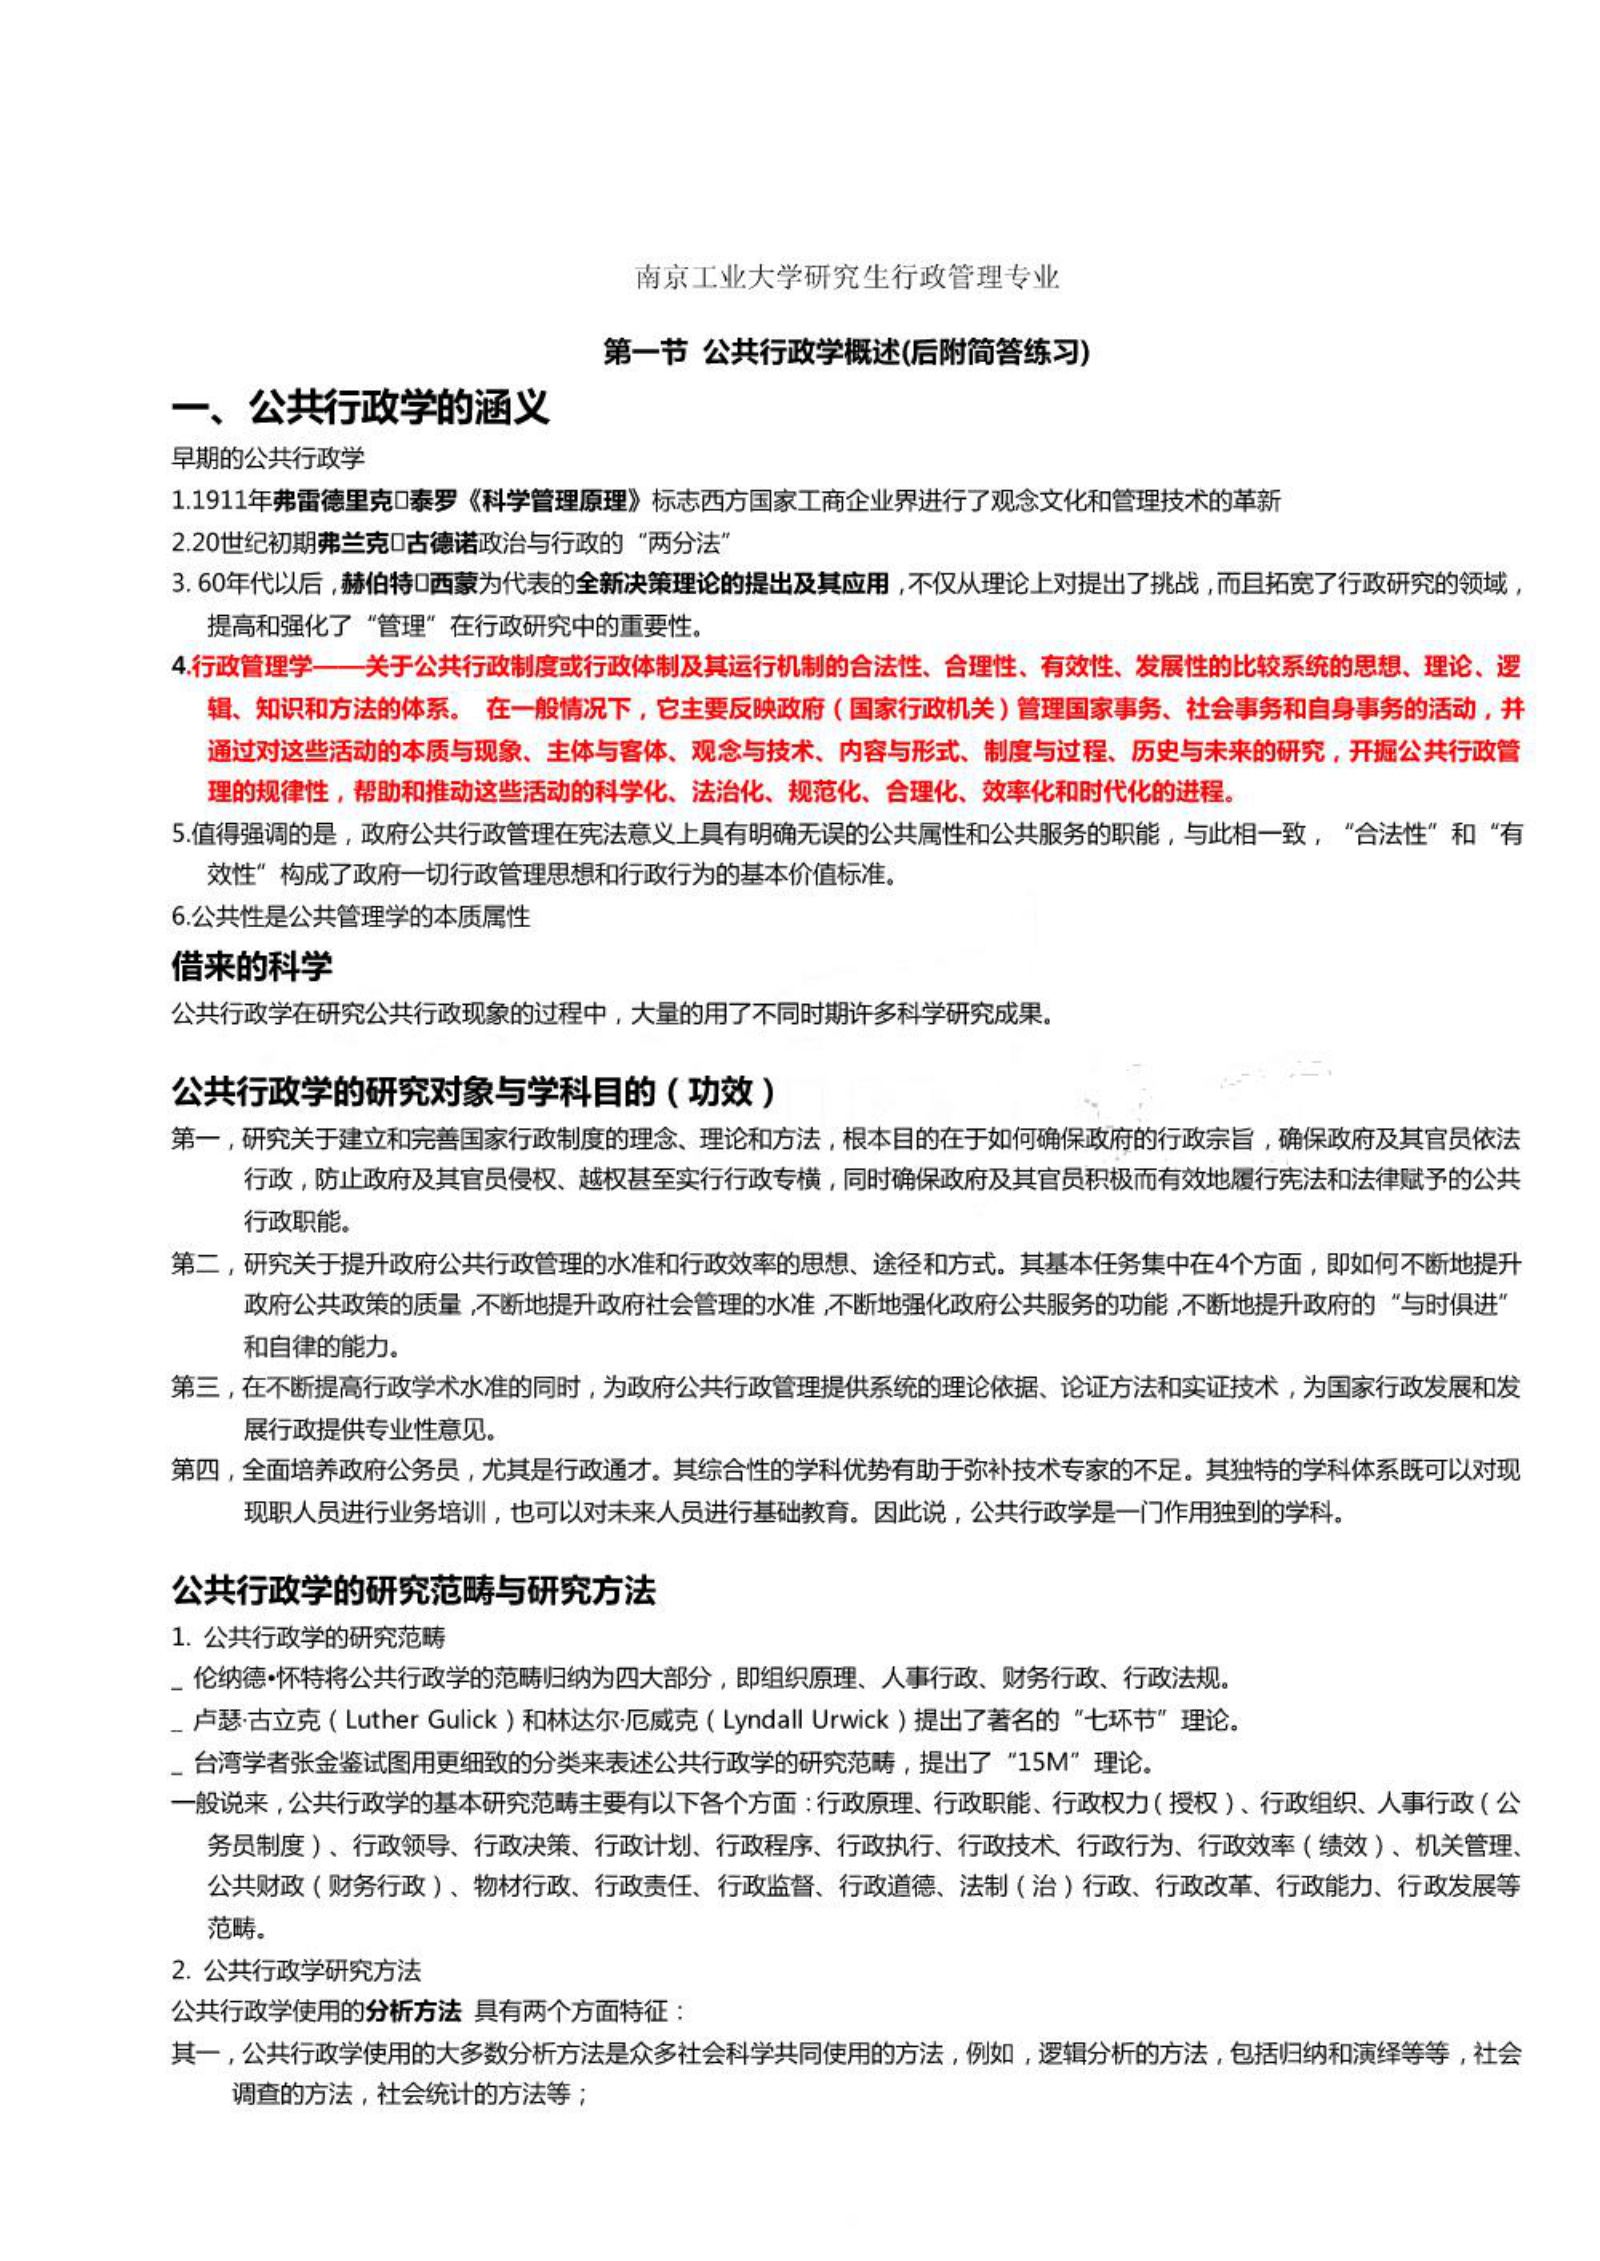 南京工业大学研究生行政管理专业
第一节 公共行政学概述(后附简答练习)
一、公共行政学的涵义
早期的公共行政学
1.1911年弗雷德里克□泰罗《科学管理原理》标志西方国家工商企业界进行了观念文化和管理技术的革新
2.20世纪初期弗兰克□古德诺政治与行政的“两分法”
3. 60年代以后,赫伯特□西蒙为代表的全新决策理论的提出及其应用,不仅从理论上对提出了挑战,而且拓宽了行政研究的领域,
提高和强化了“管理”在行政研究中的重要性。
4.行政管理学——关于公共行政制度或行政体制及其运行机制的合法性、合理性、有效性、发展性的比较系统的思想、理论、逻
辑、知识和方法的体系。 在一般情况下，它主要反映政府（国家行政机关）管理国家事务、社会事务和自身事务的活动，并
通过对这些活动的本质与现象、主体与客体、观念与技术、内容与形式、制度与过程、历史与未来的研究，开掘公共行政管
理的规律性，帮助和推动这些活动的科学化、法治化、规范化、合理化、效率化和时代化的进程。
5.值得强调的是，政府公共行政管理在宪法意义上具有明确无误的公共属性和公共服务的职能，与此相一致，“合法性”和“有
效性”构成了政府一切行政管理思想和行政行为的基本价值标准。
6.公共性是公共管理学的本质属性
借来的科学
公共行政学在研究公共行政现象的过程中，大量的用了不同时期许多科学研究成果。
公共行政学的研究对象与学科目的（功效）
第一，研究关于建立和完善国家行政制度的理念、理论和方法，根本目的在于如何确保政府的行政宗旨，确保政府及其官员依法
行政，防止政府及其官员侵权、越权甚至实行行政专横，同时确保政府及其官员积极而有效地履行宪法和法律赋予的公共
行政职能。
第二，研究关于提升政府公共行政管理的水准和行政效率的思想、途径和方式。其基本任务集中在4个方面，即如何不断地提升
政府公共政策的质量,不断地提升政府社会管理的水准,不断地强化政府公共服务的功能,不断地提升政府的“与时俱进”
和自律的能力。
第三，在不断提高行政学术水准的同时，为政府公共行政管理提供系统的理论依据、论证方法和实证技术，为国家行政发展和发
展行政提供专业性意见。
第四，全面培养政府公务员，尤其是行政通才。其综合性的学科优势有助于弥补技术专家的不足。其独特的学科体系既可以对现
现职人员进行业务培训，也可以对未来人员进行基础教育。因此说，公共行政学是一门作用独到的学科。
公共行政学的研究范畴与研究方法
1. 公共行政学的研究范畴
_ 伦纳德•怀特将公共行政学的范畴归纳为四大部分，即组织原理、人事行政、财务行政、行政法规。
_ 卢瑟·古立克（Luther Gulick）和林达尔·厄威克（Lyndall Urwick）提出了著名的“七环节”理论。
_ 台湾学者张金鉴试图用更细致的分类来表述公共行政学的研究范畴，提出了“15M”理论。
一般说来，公共行政学的基本研究范畴主要有以下各个方面：行政原理、行政职能、行政权力（授权）、行政组织、人事行政（公
务员制度）、行政领导、行政决策、行政计划、行政程序、行政执行、行政技术、行政行为、行政效率（绩效）、机关管理、
公共财政（财务行政）、物材行政、行政责任、行政监督、行政道德、法制（治）行政、行政改革、行政能力、行政发展等
范畴。
2. 公共行政学研究方法
公共行政学使用的分析方法 具有两个方面特征：
其一，公共行政学使用的大多数分析方法是众多社会科学共同使用的方法，例如，逻辑分析的方法，包括归纳和演绎等等，社会
调查的方法，社会统计的方法等；